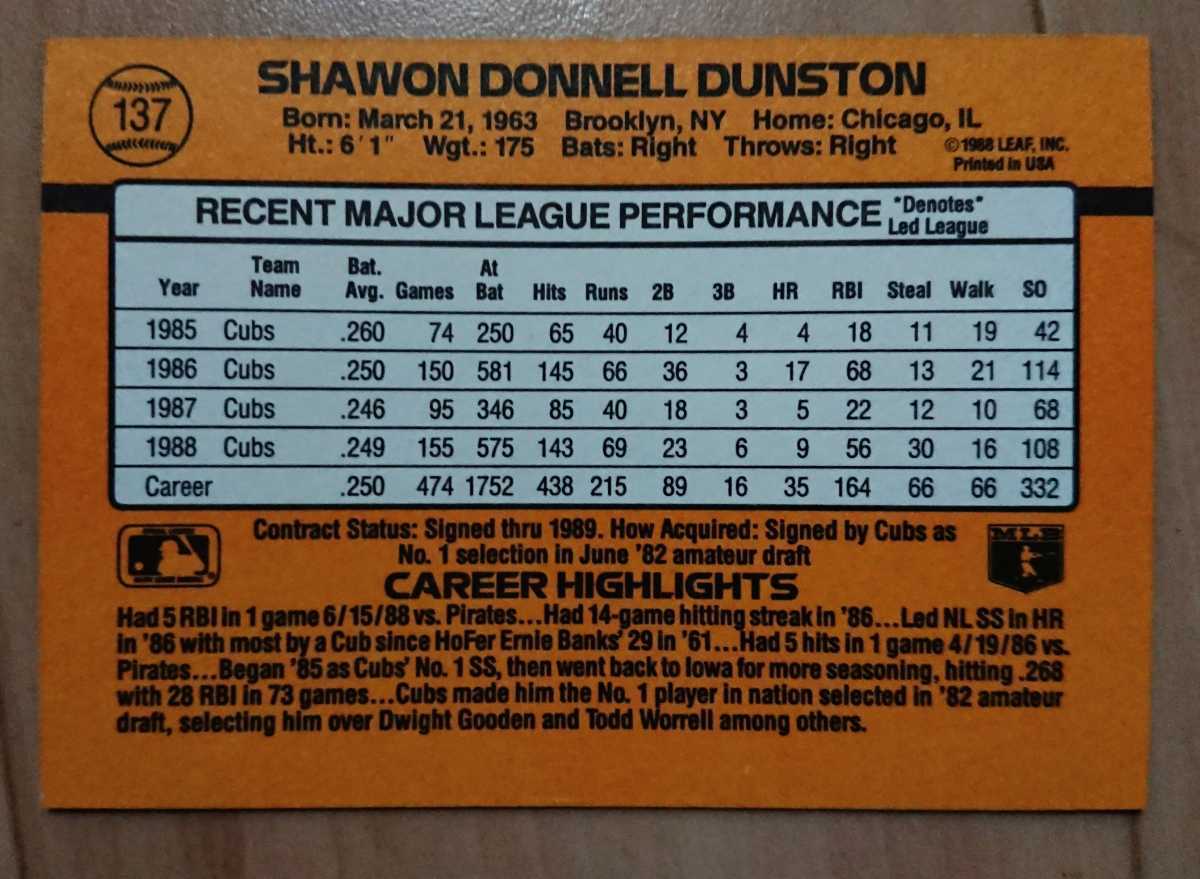 137
SHAWON DONNELL DUNSTON
Born: March 21, 1963 Brooklyn, NY Home: Chicago, IL
Ht.: 6'1" Wgt.: 175 Bats: Right Throws: Right
©1988 LEAF, INC.
Printed in USA
RECENT MAJOR LEAGUE PERFORMANCE
"Denotes"
Led League
Year Team Name Bat. Avg. Games At Bat Hits Runs 2B 3B HR RBI Steal Walk SO
1985 Cubs .260 74 250 65 40 12 4 4 18 11 19 42
1986 Cubs .250 150 581 145 66 36 3 17 68 13 21 114
1987 Cubs .246 95 346 85 40 18 3 5 22 12 10 68
1988 Cubs .249 155 575 143 69 23 6 9 56 30 16 108
Career .250 474 1752 438 215 89 16 35 164 66 66 332
Contract Status: Signed thru 1989. How Acquired: Signed by Cubs as
No. 1 selection in June '82 amateur draft
MLB
CAREER HIGHLIGHTS
Had 5 RBI in 1 game 6/15/88 vs. Pirates...Had 14-game hitting streak in '86...Led NL SS in HR
in '86 with most by a Cub since HoFer Ernie Banks' 29 in '61...Had 5 hits in 1 game 4/19/86 vs.
Pirates...Began '85 as Cubs' No. 1 SS, then went back to Iowa for more seasoning, hitting .268
with 28 RBI in 73 games...Cubs made him the No. 1 player in nation selected in '82 amateur
draft, selecting him over Dwight Gooden and Todd Worrell among others.